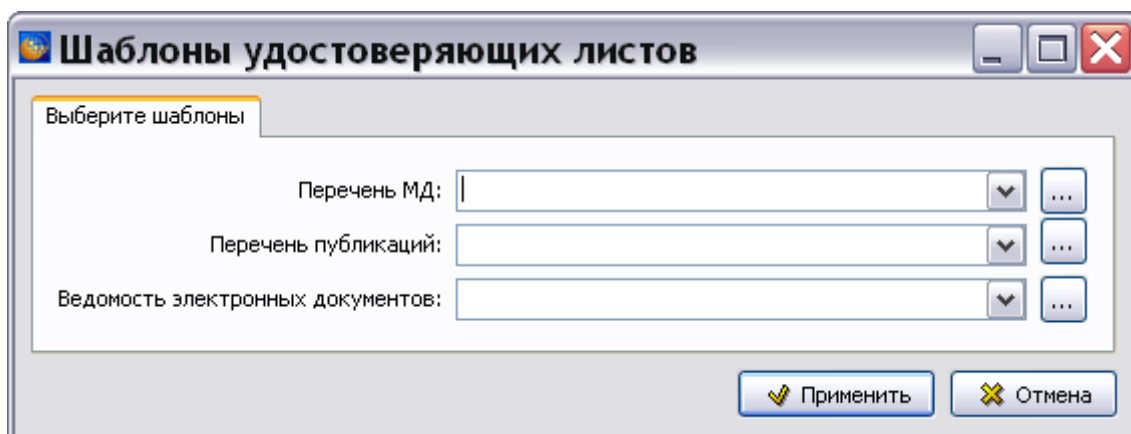 Шаблоны удостоверяющих листов
Выберите шаблоны
Перечень МД:
...
Перечень публикаций:
...
Ведомость электронных документов:
...
Применить
Отмена